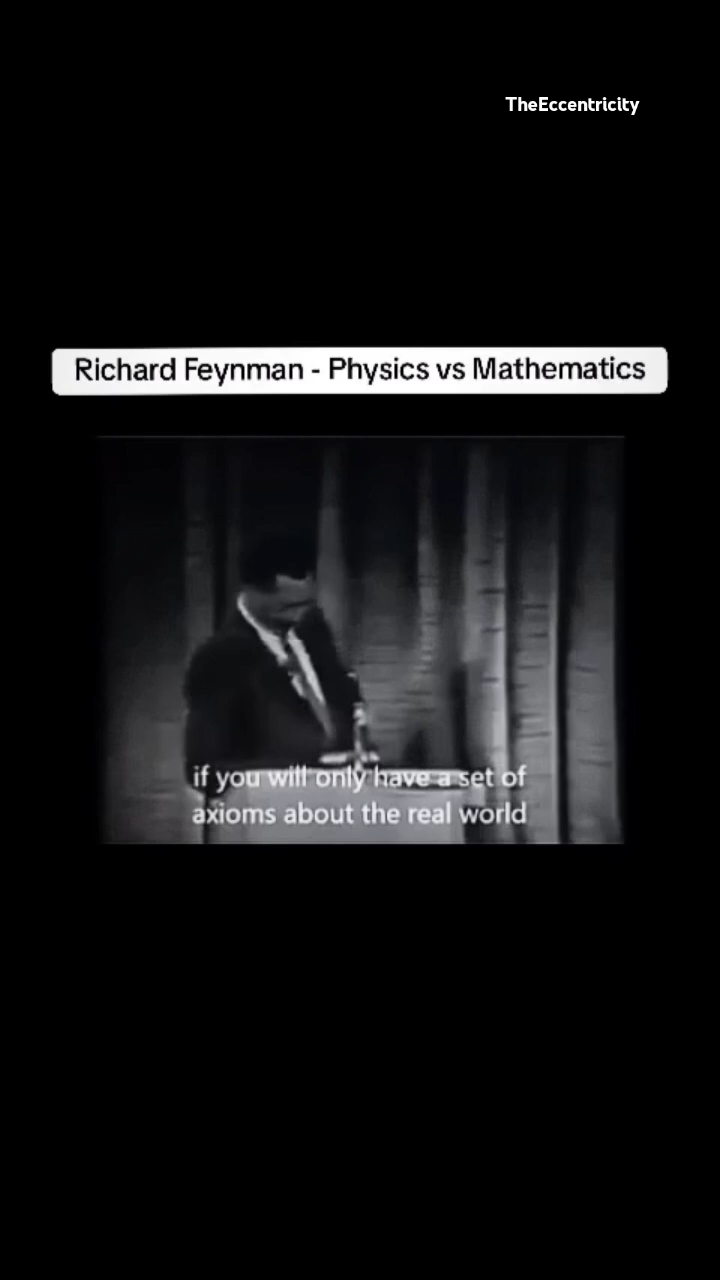 TheEccentricity
Richard Feynman - Physics vs Mathematics
if you will only have a set of
axioms about the real world